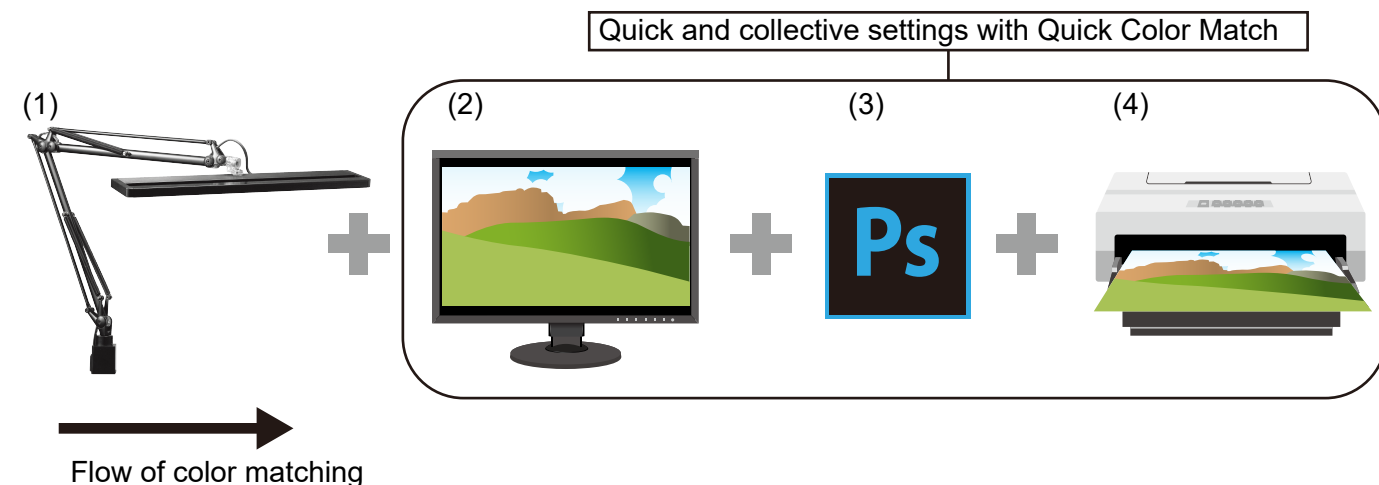 Quick and collective settings with Quick Color Match
(1)
(2)
(3)
(4)
Ps
Flow of color matching